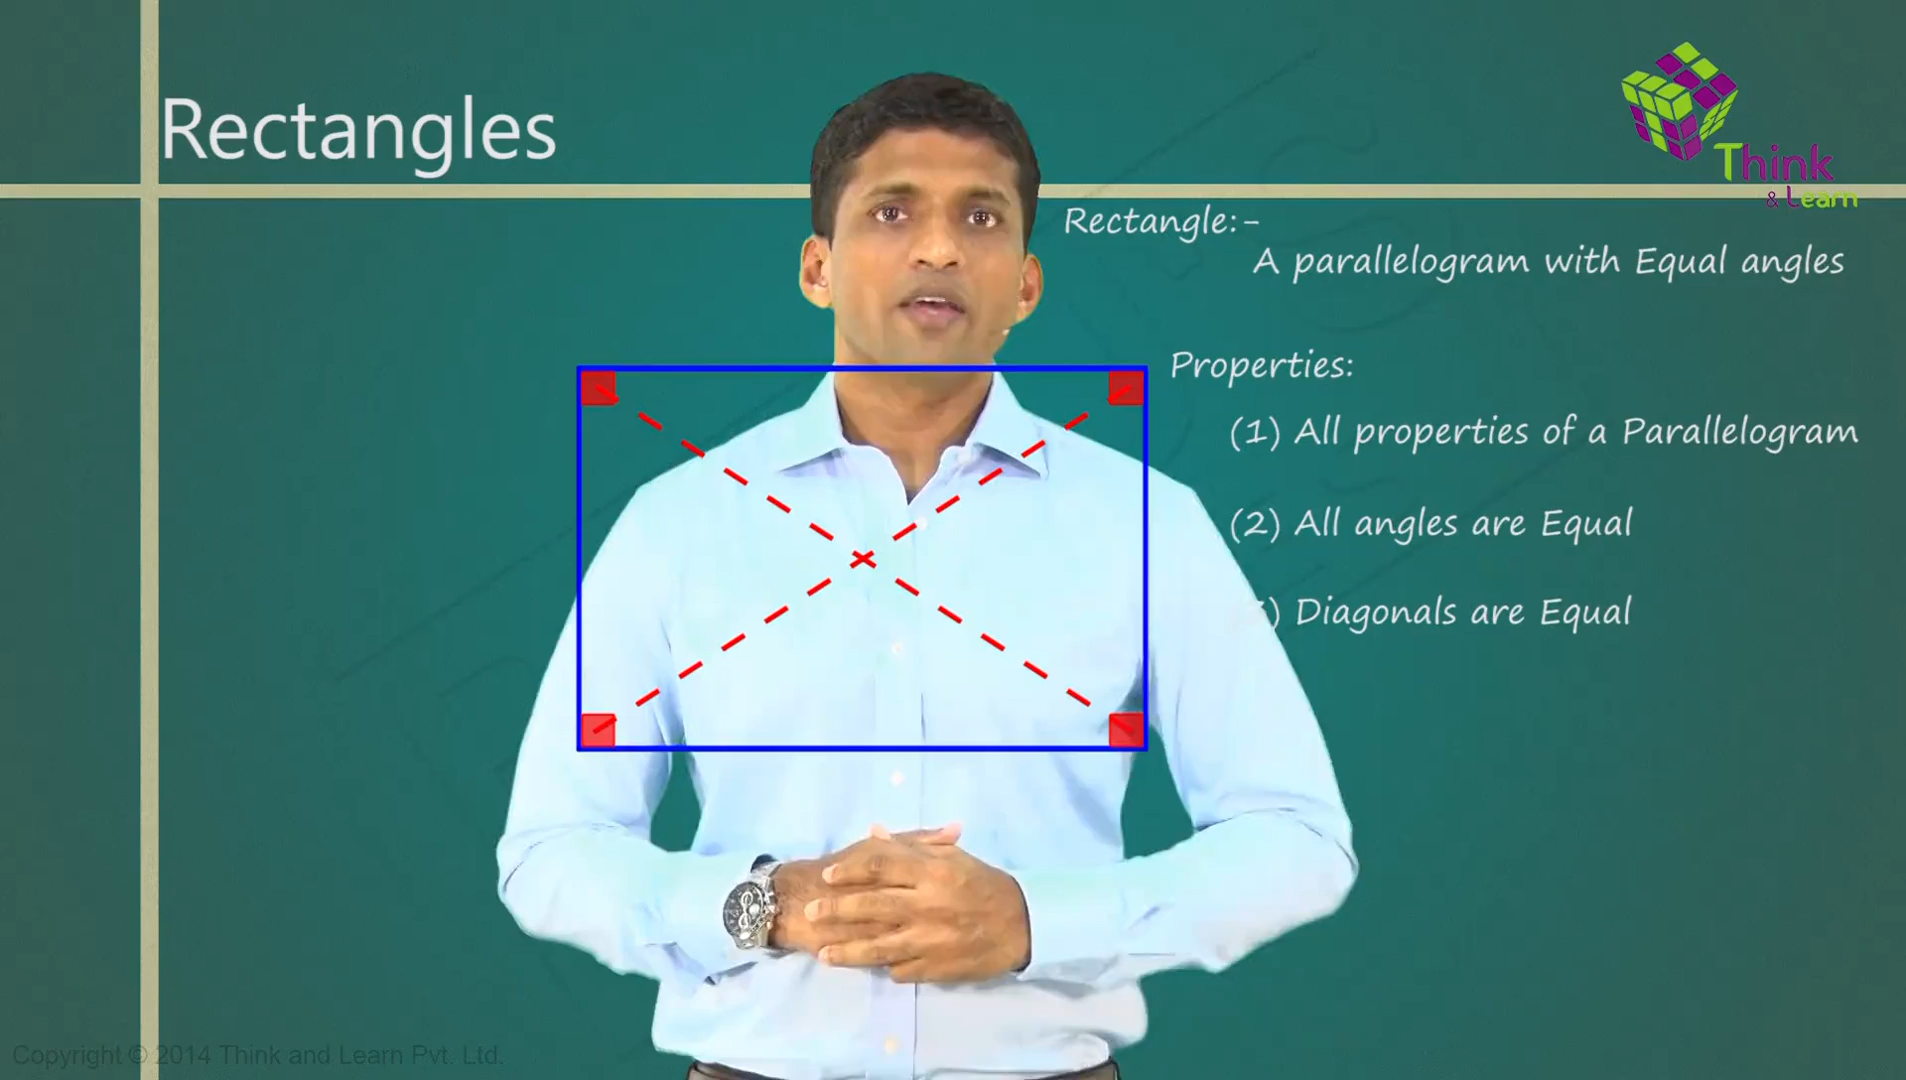 Rectangles
Think
& Learn
Rectangle:-
A parallelogram with Equal angles
Properties:
(1) All properties of a Parallelogram
(2) All angles are Equal
) Diagonals are Equal
Copyright © 2014 Think and Learn Pvt. Ltd.